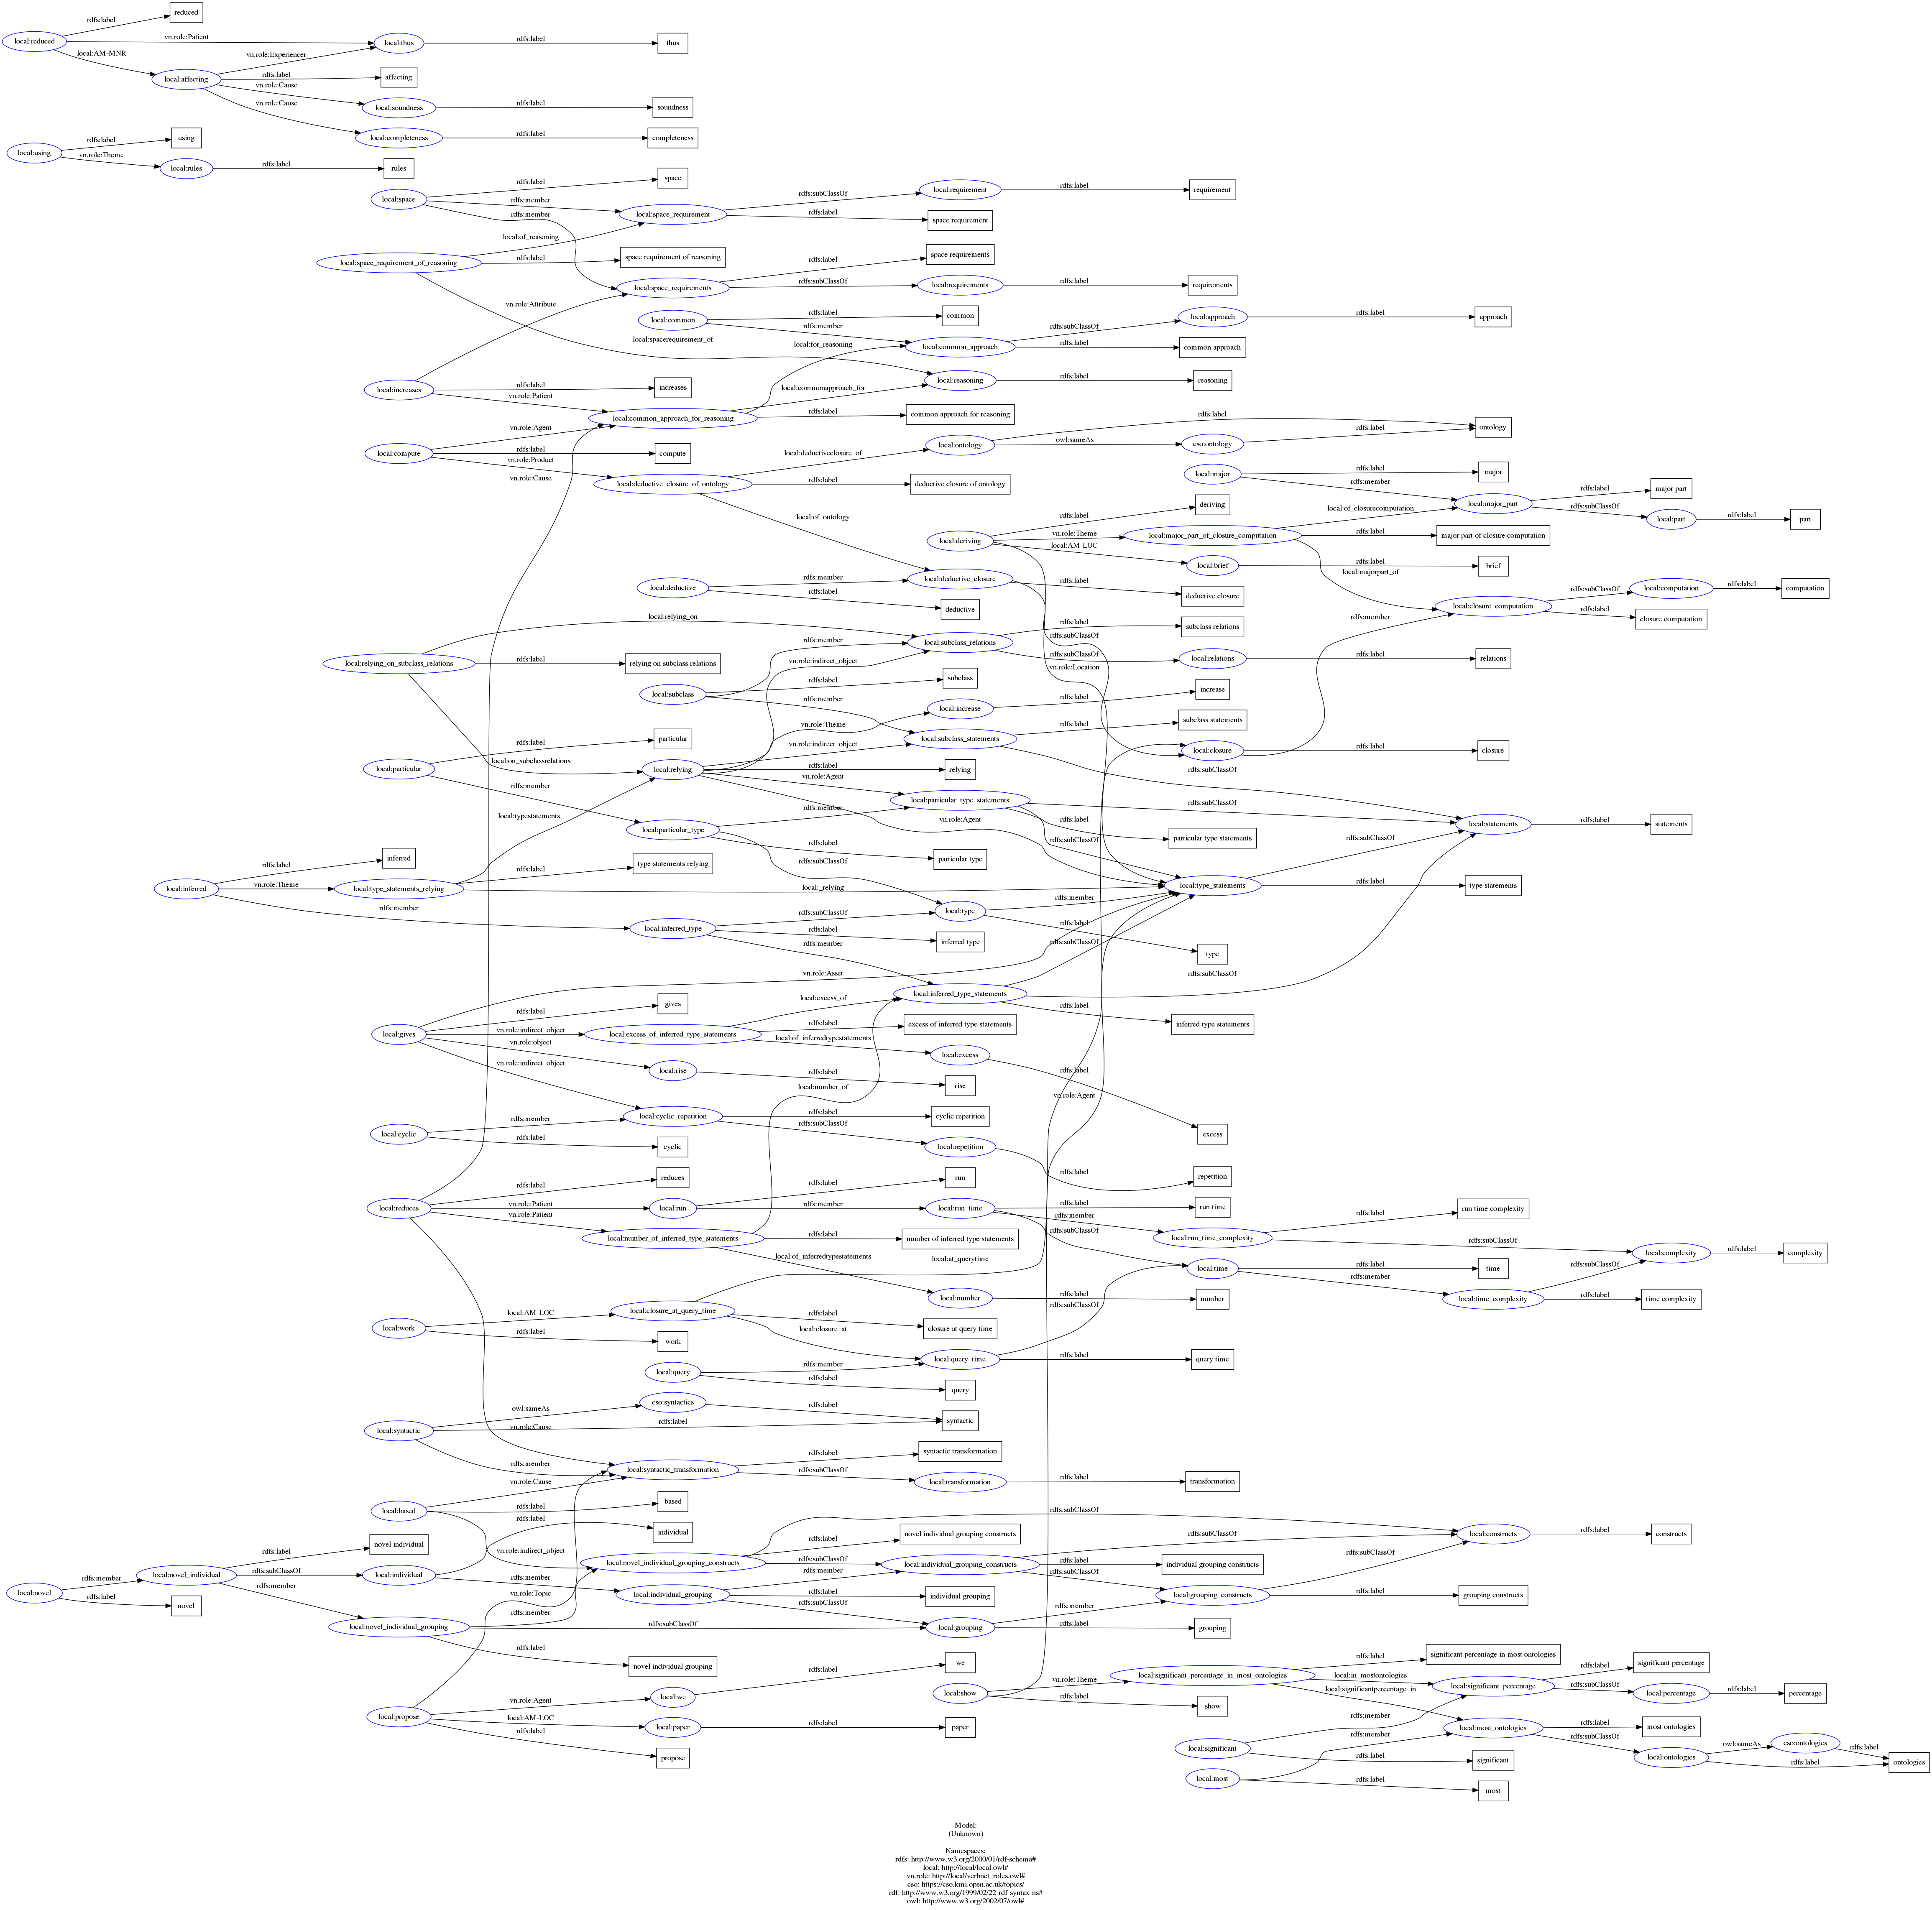 rdfs:label
reduced
local:reduced
vn.role:Patient
local:thus
rdfs:label
thus
local:AM-MNR
vn.role:Experiencer
local:affecting
rdfs:label
affecting
vn.role:Cause
local:soundness
rdfs:label
soundness
vn.role:Cause
local:completeness
rdfs:label
completeness
rdfs:label
using
local:using
vn.role:Theme
local:rules
rdfs:label
rules
local:space
rdfs:label
space
rdfs:member
rdfs:member
local:space_requirement
rdfs:subClassOf
local:requirement
rdfs:label
requirement
rdfs:label
space requirement
local:of_reasoning
local:space_requirement_of_reasoning
rdfs:label
space requirement of reasoning
rdfs:label
space requirements
local:space_requirements
rdfs:subClassOf
local:requirements
rdfs:label
requirements
vn.role:Attribute
local:common
rdfs:label
common
rdfs:member
local:spacerequirement_of
local:for_reasoning
local:common_approach
rdfs:subClassOf
local:approach
rdfs:label
approach
rdfs:label
common approach
local:increases
rdfs:label
increases
vn.role:Patient
local:commonapproach_for
local:reasoning
rdfs:label
reasoning
local:common_approach_for_reasoning
rdfs:label
common approach for reasoning
local:compute
vn.role:Agent
rdfs:label
compute
vn.role:Product
vn.role:Cause
local:deductive_closure_of_ontology
local:deductiveclosure_of
local:ontology
rdfs:label
owl:sameAs
cso:ontology
rdfs:label
ontology
rdfs:label
deductive closure of ontology
local:of_ontology
local:major
rdfs:label
major
rdfs:member
local:major_part
rdfs:label
major part
rdfs:subClassOf
local:part
rdfs:label
part
local:deriving
rdfs:label
deriving
vn.role:Theme
local:major_part_of_closure_computation
local:of_closurecomputation
rdfs:label
major part of closure computation
local:AM-LOC
local:brief
rdfs:label
brief
local:majorpart_of
local:deductive
rdfs:member
local:deductive_closure
rdfs:label
deductive closure
rdfs:label
deductive
local:closure_computation
rdfs:subClassOf
local:computation
rdfs:label
computation
rdfs:label
closure computation
rdfs:member
local:relying_on
local:relying_on_subclass_relations
rdfs:label
relying on subclass relations
rdfs:member
local:subclass_relations
rdfs:label
subclass relations
rdfs:subClassOf
rdfs:subClassOf
local:relations
rdfs:label
relations
vn.role:indirect_object
vn.role:Location
local:subclass
rdfs:label
subclass
rdfs:member
local:increase
rdfs:label
increase
vn.role:Theme
local:subclass_statements
rdfs:label
subclass statements
vn.role:indirect_object
local:closure
rdfs:label
closure
rdfs:subClassOf
local:particular
rdfs:label
particular
local:on_subclassrelations
local:relying
rdfs:label
relying
vn.role:Agent
rdfs:member
local:particular_type
rdfs:member
local:particular_type_statements
rdfs:subClassOf
vn.role:Agent
rdfs:label
particular type statements
rdfs:subClassOf
rdfs:subClassOf
local:statements
rdfs:label
statements
local:typestatements_
rdfs:label
particular type
rdfs:subClassOf
local:inferred
rdfs:label
inferred
vn.role:Theme
local:type_statements_relying
rdfs:label
type statements relying
local:_relying
local:type_statements
rdfs:label
type statements
rdfs:member
local:inferred_type
rdfs:subClassOf
local:type
rdfs:member
rdfs:label
type
rdfs:label
inferred type
rdfs:member
rdfs:subClassOf
vn.role:Asset
rdfs:subClassOf
local:inferred_type_statements
rdfs:label
inferred type statements
local:gives
rdfs:label
gives
local:excess_of
vn.role:indirect_object
local:excess_of_inferred_type_statements
rdfs:label
excess of inferred type statements
local:of_inferredtypestatements
local:excess
rdfs:label
excess
vn.role:object
local:rise
rdfs:label
rise
vn.role:indirect_object
local:number_of
vn.role:Agent
local:cyclic
rdfs:member
local:cyclic_repetition
rdfs:label
cyclic repetition
rdfs:subClassOf
local:repetition
rdfs:label
repetition
rdfs:label
cyclic
local:reduces
rdfs:label
reduces
vn.role:Patient
local:run
rdfs:label
run
rdfs:member
local:run_time
rdfs:label
run time
rdfs:member
local:run_time_complexity
rdfs:label
run time complexity
rdfs:subClassOf
local:complexity
rdfs:label
complexity
rdfs:subClassOf
vn.role:Patient
local:number_of_inferred_type_statements
rdfs:label
number of inferred type statements
local:of_inferredtypestatements
local:at_querytime
local:number
rdfs:label
number
local:time
rdfs:label
time
rdfs:member
local:time_complexity
rdfs:subClassOf
rdfs:label
time complexity
rdfs:subClassOf
local:work
local:AM-LOC
local:closure_at_query_time
rdfs:label
closure at query time
local:closure_at
rdfs:label
work
local:query
rdfs:member
local:query_time
rdfs:label
query time
rdfs:label
query
local:syntactic
owl:sameAs
cso:syntactics
rdfs:label
rdfs:label
syntactic
vn.role:Cause
rdfs:member
local:syntactic_transformation
rdfs:label
syntactic transformation
rdfs:subClassOf
local:transformation
rdfs:label
transformation
vn.role:Cause
local:based
rdfs:label
based
rdfs:label
individual
vn.role:indirect_object
local:novel_individual_grouping_constructs
rdfs:subClassOf
rdfs:label
novel individual grouping constructs
rdfs:subClassOf
local:individual_grouping_constructs
rdfs:subClassOf
rdfs:label
individual grouping constructs
rdfs:subClassOf
local:constructs
rdfs:label
constructs
rdfs:subClassOf
local:novel
rdfs:member
local:novel_individual
rdfs:label
novel individual
rdfs:subClassOf
local:individual
rdfs:member
local:individual_grouping
rdfs:member
rdfs:label
individual grouping
rdfs:subClassOf
local:grouping_constructs
rdfs:label
grouping constructs
rdfs:label
novel
rdfs:member
local:novel_individual_grouping
vn.role:Topic
rdfs:member
rdfs:subClassOf
local:grouping
rdfs:member
rdfs:label
grouping
rdfs:label
novel individual grouping
local:propose
vn.role:Agent
local:we
rdfs:label
we
local:AM-LOC
local:paper
rdfs:label
paper
rdfs:label
propose
local:show
vn.role:Theme
local:significant_percentage_in_most_ontologies
rdfs:label
significant percentage in most ontologies
local:in_mostontologies
local:significantpercentage_in
rdfs:label
show
local:significant_percentage
rdfs:label
significant percentage
rdfs:subClassOf
local:percentage
rdfs:label
percentage
rdfs:member
local:significant
rdfs:member
local:most_ontologies
rdfs:label
most ontologies
rdfs:subClassOf
local:ontologies
owl:sameAs
cso:ontologies
rdfs:label
rdfs:label
ontologies
rdfs:label
significant
local:most
rdfs:label
most
Model:
(Unknown)
Namespaces:
rdfs: http://www.w3.org/2000/01/rdf-schema#
local: http://local/local.owl#
vn.role: http://local/verbnet_roles.owl#
cso: https://cso.kmi.open.ac.uk/topics/
rdf: http://www.w3.org/1999/02/22-rdf-syntax-ns#
owl: http://www.w3.org/2002/07/owl#